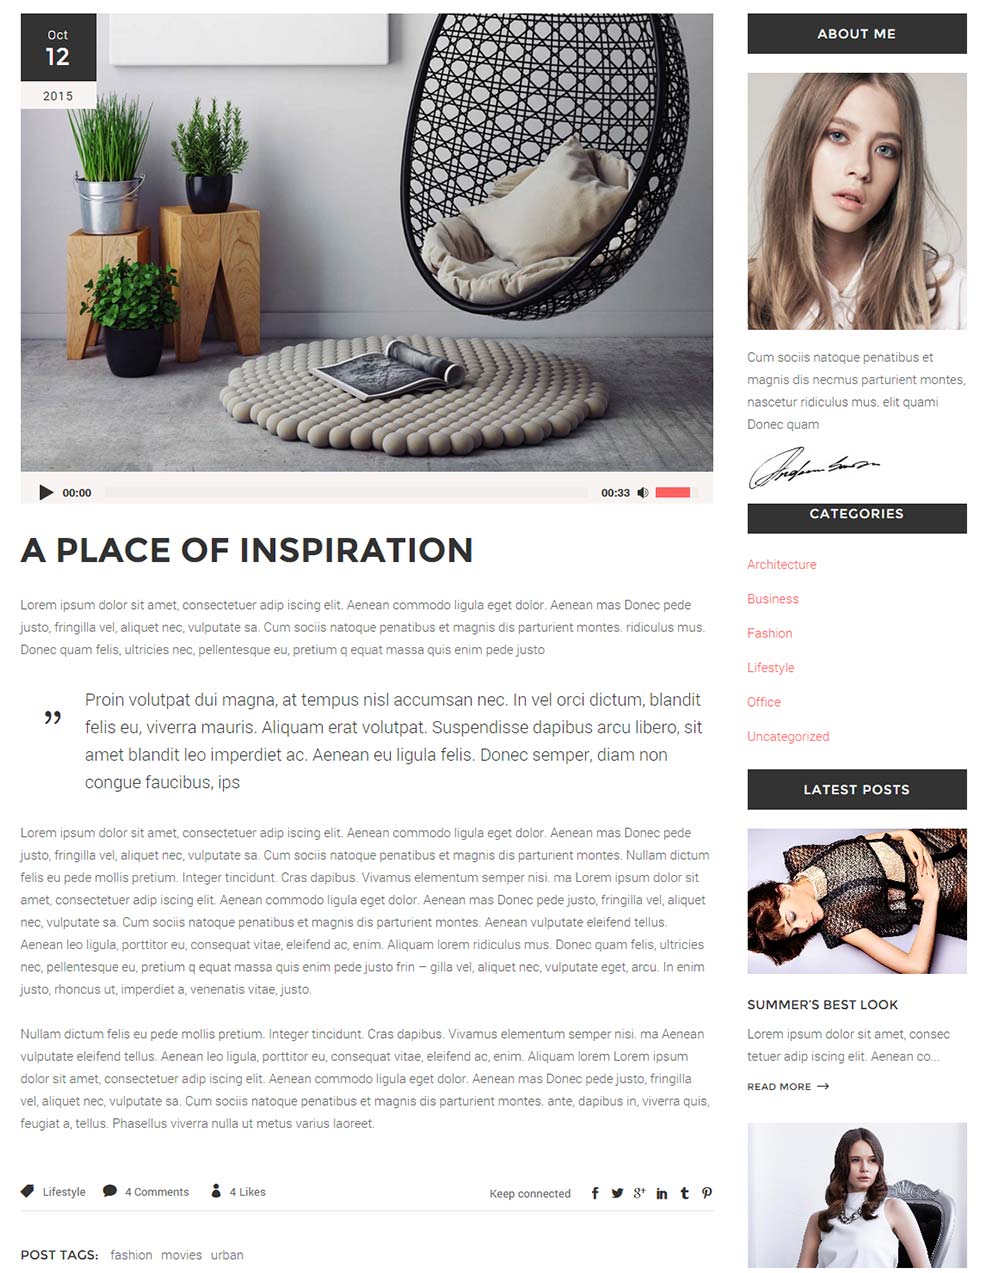 Oct
12
2015
00:00
00:33
A PLACE OF INSPIRATION
Lorem ipsum dolor sit amet, consectetuer adip iscing elit. Aenean commodo ligula eget dolor. Aenean mas Donec pede
justo, fringilla vel, aliquet nec, vulputate sa. Cum sociis natoque penatibus et magnis dis parturient montes. ridiculus mus.
Donec quam felis, ultricies nec, pellentesque eu, pretium q equat massa quis enim pede justo
” Proin volutpat dui magna, at tempus nisl accumsan nec. In vel orci dictum, blandit
felis eu, viverra mauris. Aliquam erat volutpat. Suspendisse dapibus arcu libero, sit
amet blandit leo imperdiet ac. Aenean eu ligula felis. Donec semper, diam non
congue faucibus, ips
Lorem ipsum dolor sit amet, consectetuer adip iscing elit. Aenean commodo ligula eget dolor. Aenean mas Donec pede
justo, fringilla vel, aliquet nec, vulputate sa. Cum sociis natoque penatibus et magnis dis parturient montes. Nullam dictum
felis eu pede mollis pretium. Integer tincidunt. Cras dapibus. Vivamus elementum semper nisi. ma Lorem ipsum dolor sit
amet, consectetuer adip iscing elit. Aenean commodo ligula eget dolor. Aenean mas Donec pede justo, fringilla vel, aliquet
nec, vulputate sa. Cum sociis natoque penatibus et magnis dis parturient montes. Aenean vulputate eleifend tellus.
Aenean leo ligula, porttitor eu, consequat vitae, eleifend ac, enim. Aliquam lorem ridiculus mus. Donec quam felis, ultricies
nec, pellentesque eu, pretium q equat massa quis enim pede justo frin – gilla vel, aliquet nec, vulputate eget, arcu. In enim
justo, rhoncus ut, imperdiet a, venenatis vitae, justo.
Nullam dictum felis eu pede mollis pretium. Integer tincidunt. Cras dapibus. Vivamus elementum semper nisi. ma Aenean
vulputate eleifend tellus. Aenean leo ligula, porttitor eu, consequat vitae, eleifend ac, enim. Aliquam lorem Lorem ipsum
dolor sit amet, consectetuer adip iscing elit. Aenean commodo ligula eget dolor. Aenean mas Donec pede justo, fringilla
vel, aliquet nec, vulputate sa. Cum sociis natoque penatibus et magnis dis parturient montes. ante, dapibus in, viverra quis,
feugiat a, tellus. Phasellus viverra nulla ut metus varius laoreet.
Lifestyle 4 Comments 4 Likes Keep connected
POST TAGS: fashion movies urban
ABOUT ME
Cum sociis natoque penatibus et
magnis dis necmus parturient montes,
nascetur ridiculus mus. elit quami
Donec quam
CATEGORIES
Architecture
Business
Fashion
Lifestyle
Office
Uncategorized
LATEST POSTS
SUMMER'S BEST LOOK
Lorem ipsum dolor sit amet, consec
tetuer adip iscing elit. Aenean co...
READ MORE →